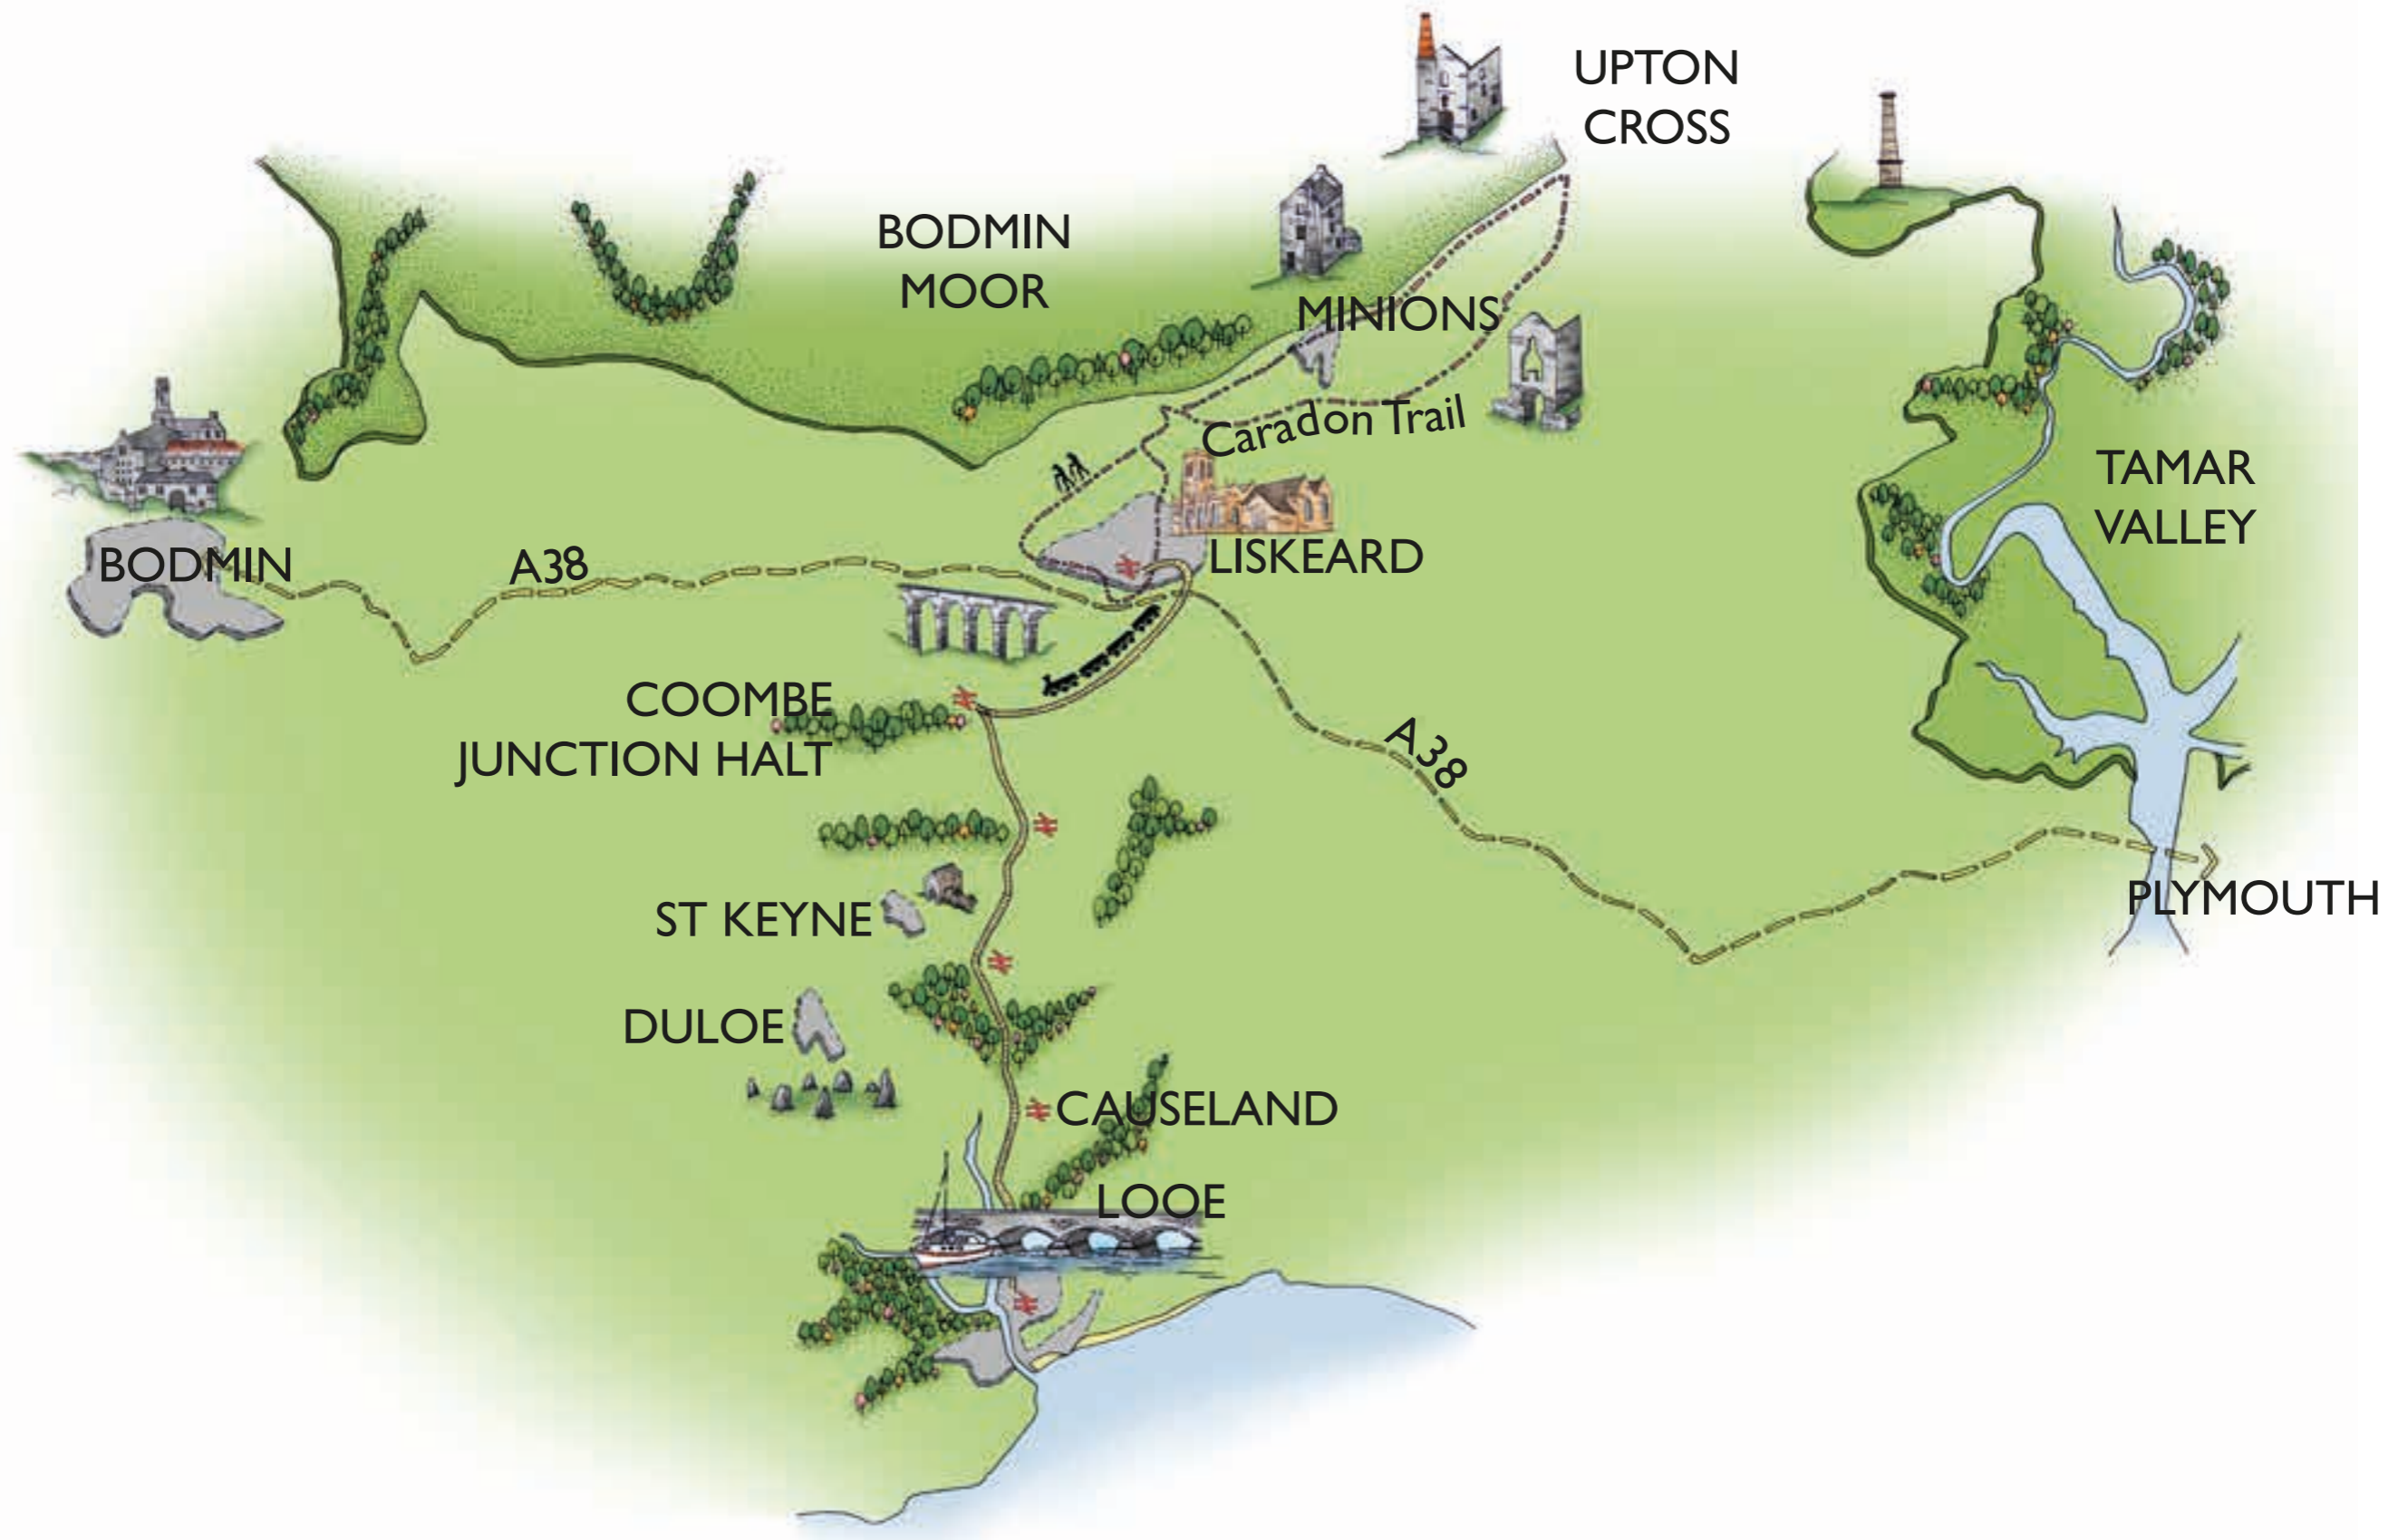 UPTON
CROSS
BODMIN
MOOR
MINIONS
Caradon Trail
TAMAR
VALLEY
BODMIN
A38
LISKEARD
COOMBE
JUNCTION HALT
A38
ST KEYNE
PLYMOUTH
DULOE
CAUSELAND
LOOE